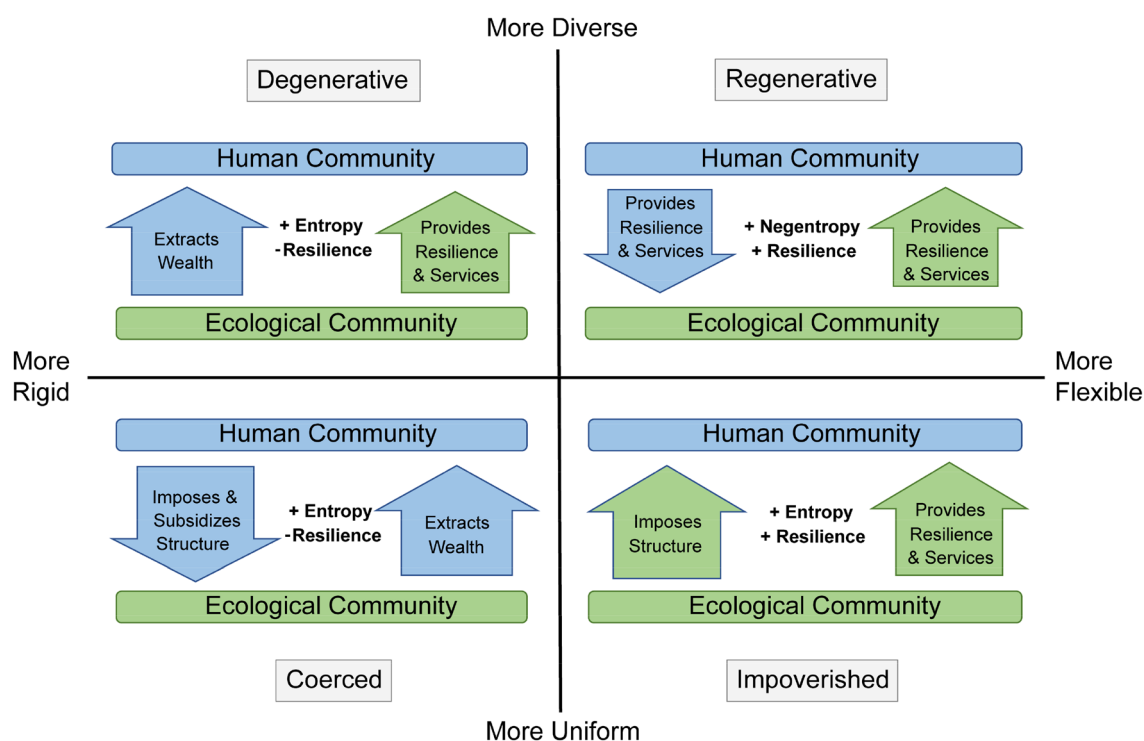 More Diverse
Degenerative
Regenerative
Human Community
Extracts
Wealth
+ Entropy
-Resilience
Provides
Resilience
& Services
Ecological Community
Human Community
Provides
Resilience
& Services
+ Negentropy
+ Resilience
Provides
Resilience
& Services
Ecological Community
More
Rigid
More
Flexible
Human Community
Imposes &
Subsidizes
Structure
+ Entropy
-Resilience
Extracts
Wealth
Ecological Community
Human Community
Imposes
Structure
+ Entropy
+ Resilience
Provides
Resilience
& Services
Ecological Community
Coerced
Impoverished
More Uniform